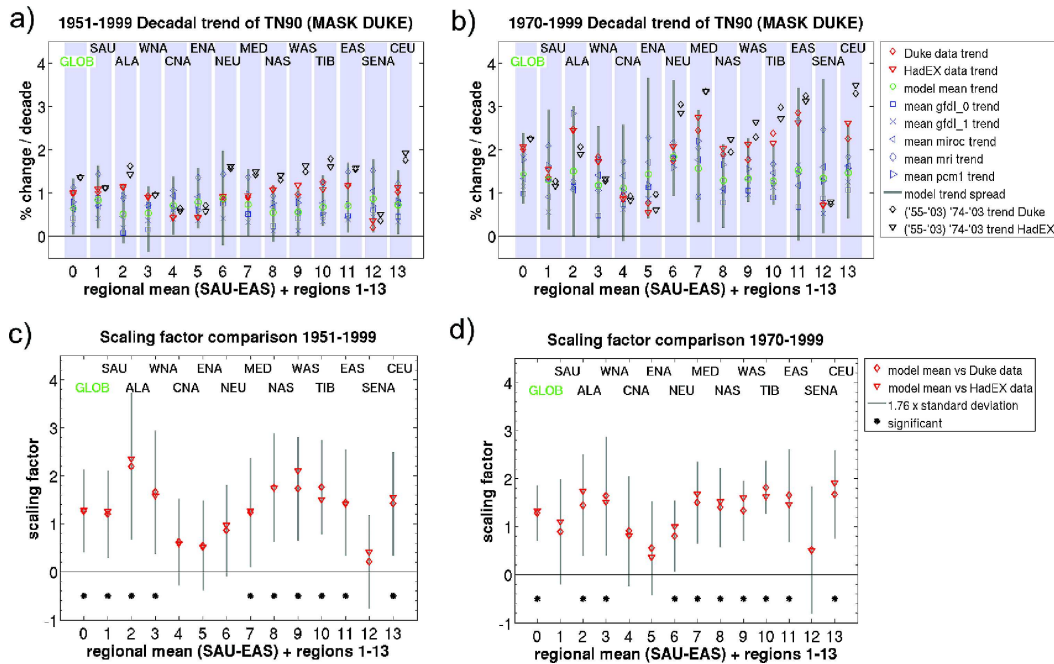 a)
1951-1999 Decadal trend of TN90 (MASK DUKE)
SAU WNA ENA MED WAS EAS CEU
GLOB ALA CNA NEU NAS TIB SENA
4
3
2
1
0
% change / decade
0 1 2 3 4 5 6 7 8 9 10 11 12 13
regional mean (SAU-EAS) + regions 1-13
b)
1970-1999 Decadal trend of TN90 (MASK DUKE)
SAU WNA ENA MED WAS EAS CEU
GLOB ALA CNA NEU NAS TIB SENA
4
3
2
1
0
% change / decade
0 1 2 3 4 5 6 7 8 9 10 11 12 13
regional mean (SAU-EAS) + regions 1-13
Duke data trend
HadEX data trend
model mean trend
mean gfdl_0 trend
mean gfdl_1 trend
mean miroc trend
mean mri trend
mean pcm1 trend
model trend spread
('55-'03) '74-'03 trend Duke
('55-'03) '74-'03 trend HadEX
c)
Scaling factor comparison 1951-1999
SAU WNA ENA MED WAS EAS CEU
GLOB ALA CNA NEU NAS TIB SENA
4
3
2
1
0
-1
scaling factor
0 1 2 3 4 5 6 7 8 9 10 11 12 13
regional mean (SAU-EAS) + regions 1-13
d)
Scaling factor comparison 1970-1999
SAU WNA ENA MED WAS EAS CEU
GLOB ALA CNA NEU NAS TIB SENA
4
3
2
1
0
-1
scaling factor
0 1 2 3 4 5 6 7 8 9 10 11 12 13
regional mean (SAU-EAS) + regions 1-13
model mean vs Duke data
model mean vs HadEX data
1.76 x standard deviation
significant